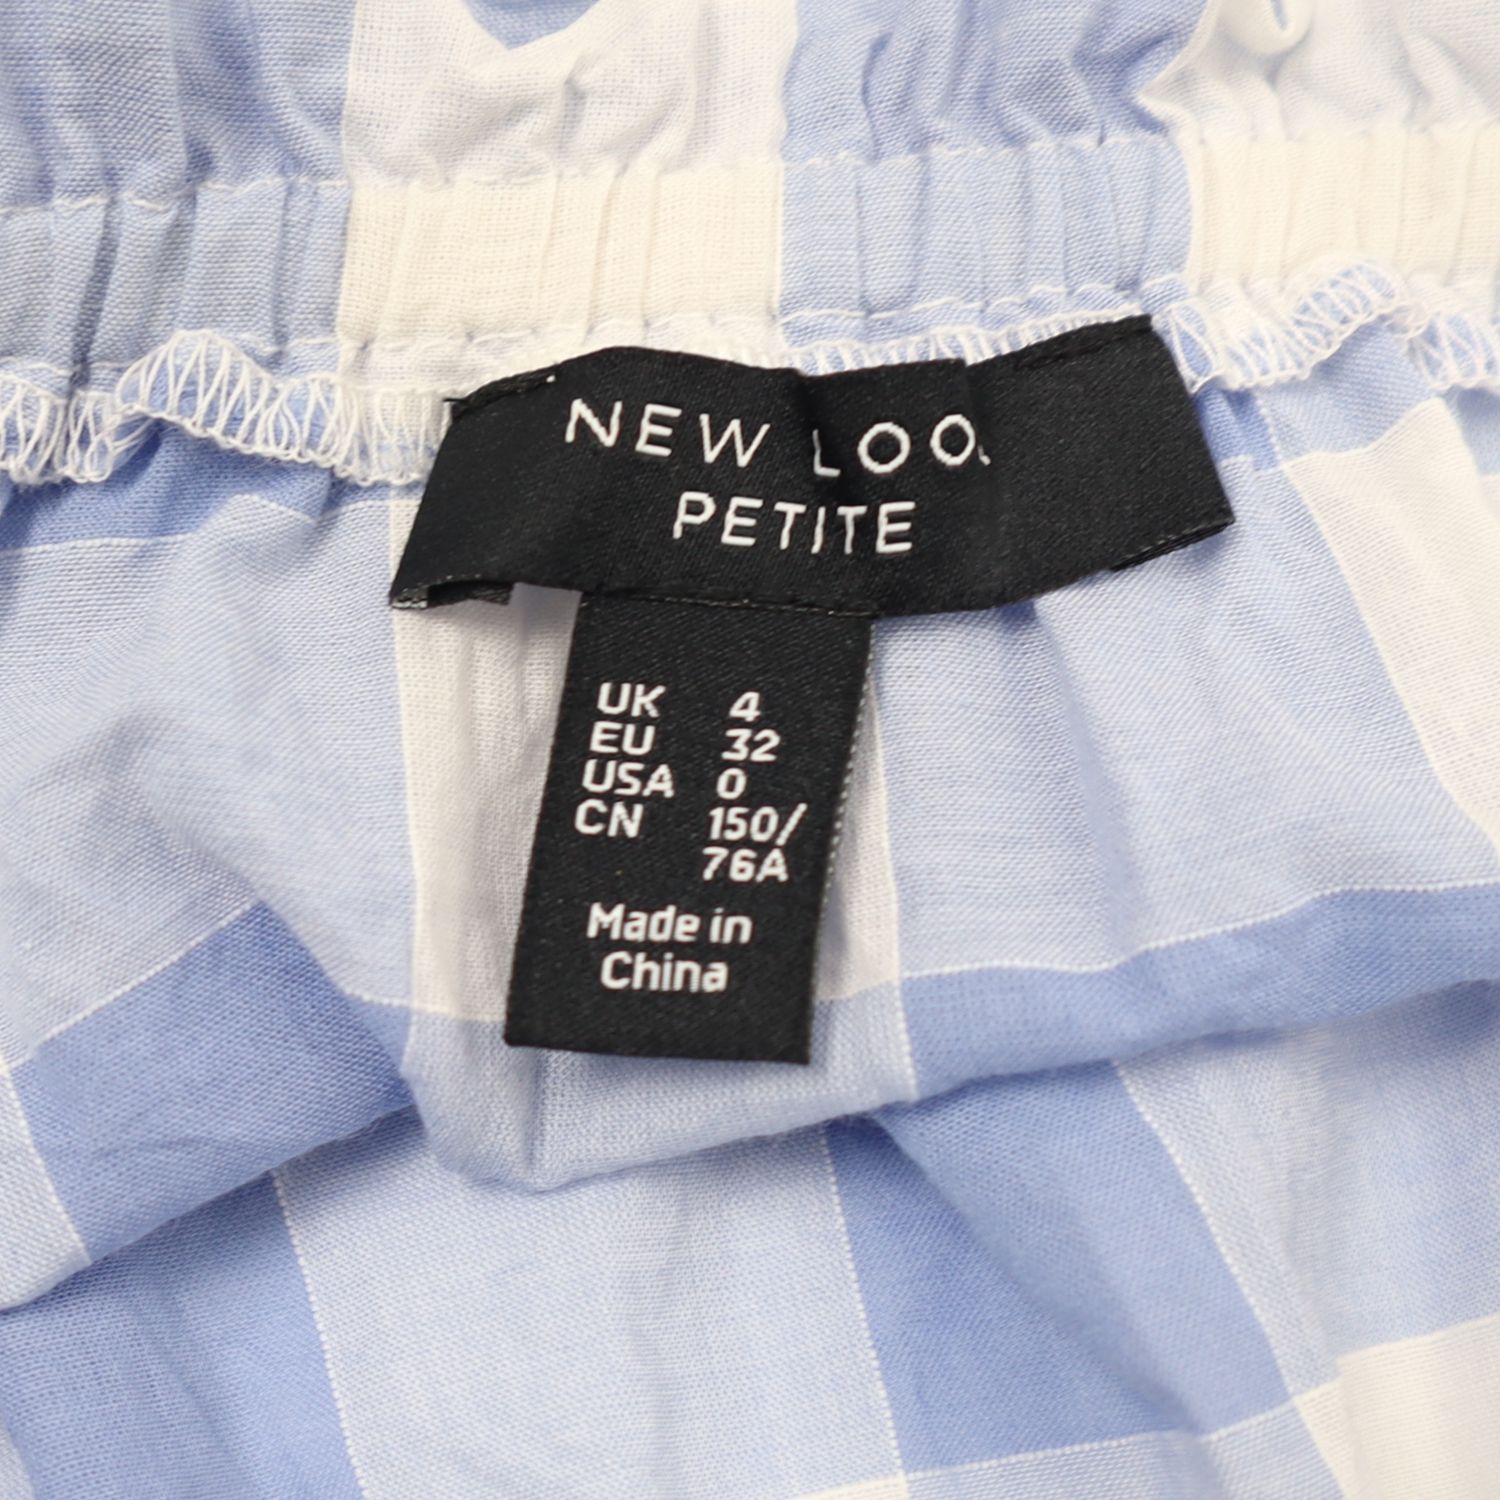 NEW LOO
PETITE
UK 4
EU 32
USA 0
CN 150/
76A
Made in
China